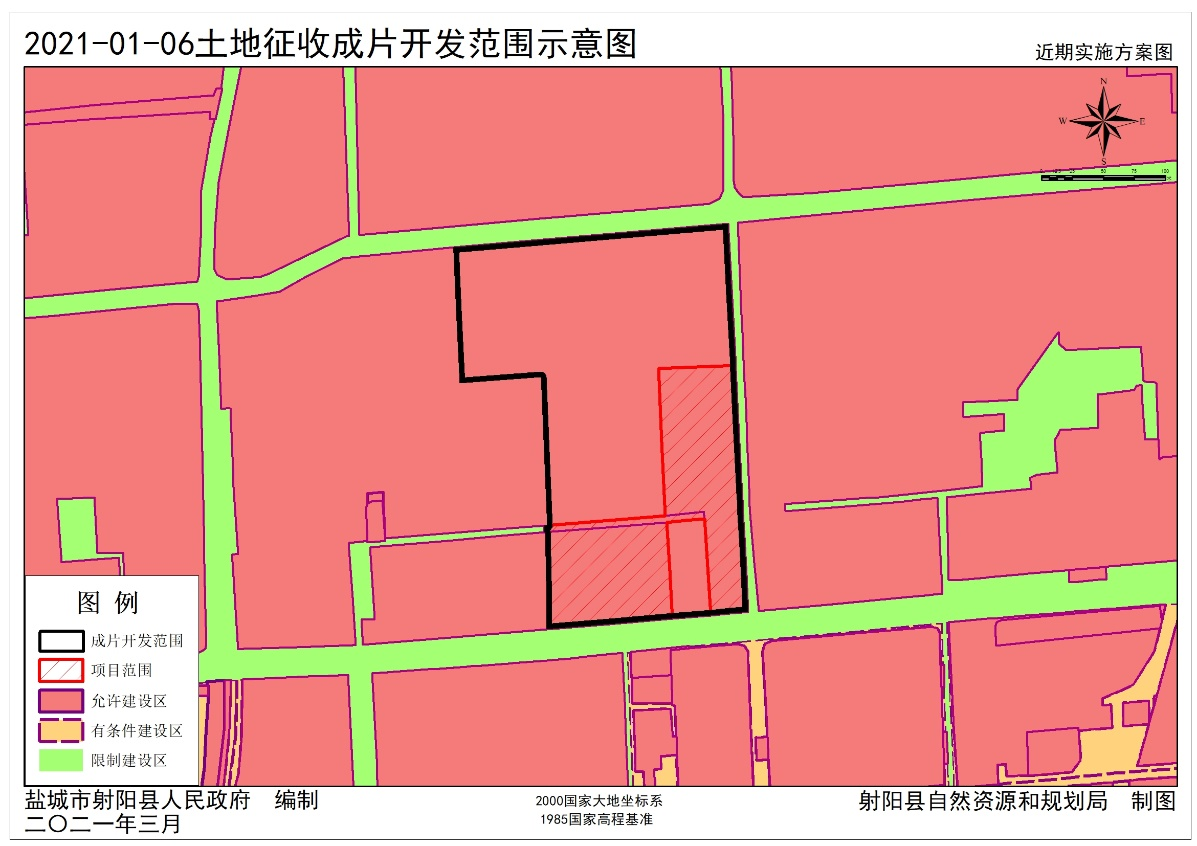 2021-01-06土地征收成片开发范围示意图
近期实施方案图
N
W E
S
50 75 100
图 例
成片开发范围
项目范围
允许建设区
有条件建设区
限制建设区
盐城市射阳县人民政府 编制
二〇二一年三月
2000国家大地坐标系
1985国家高程基准
射阳县自然资源和规划局 制图